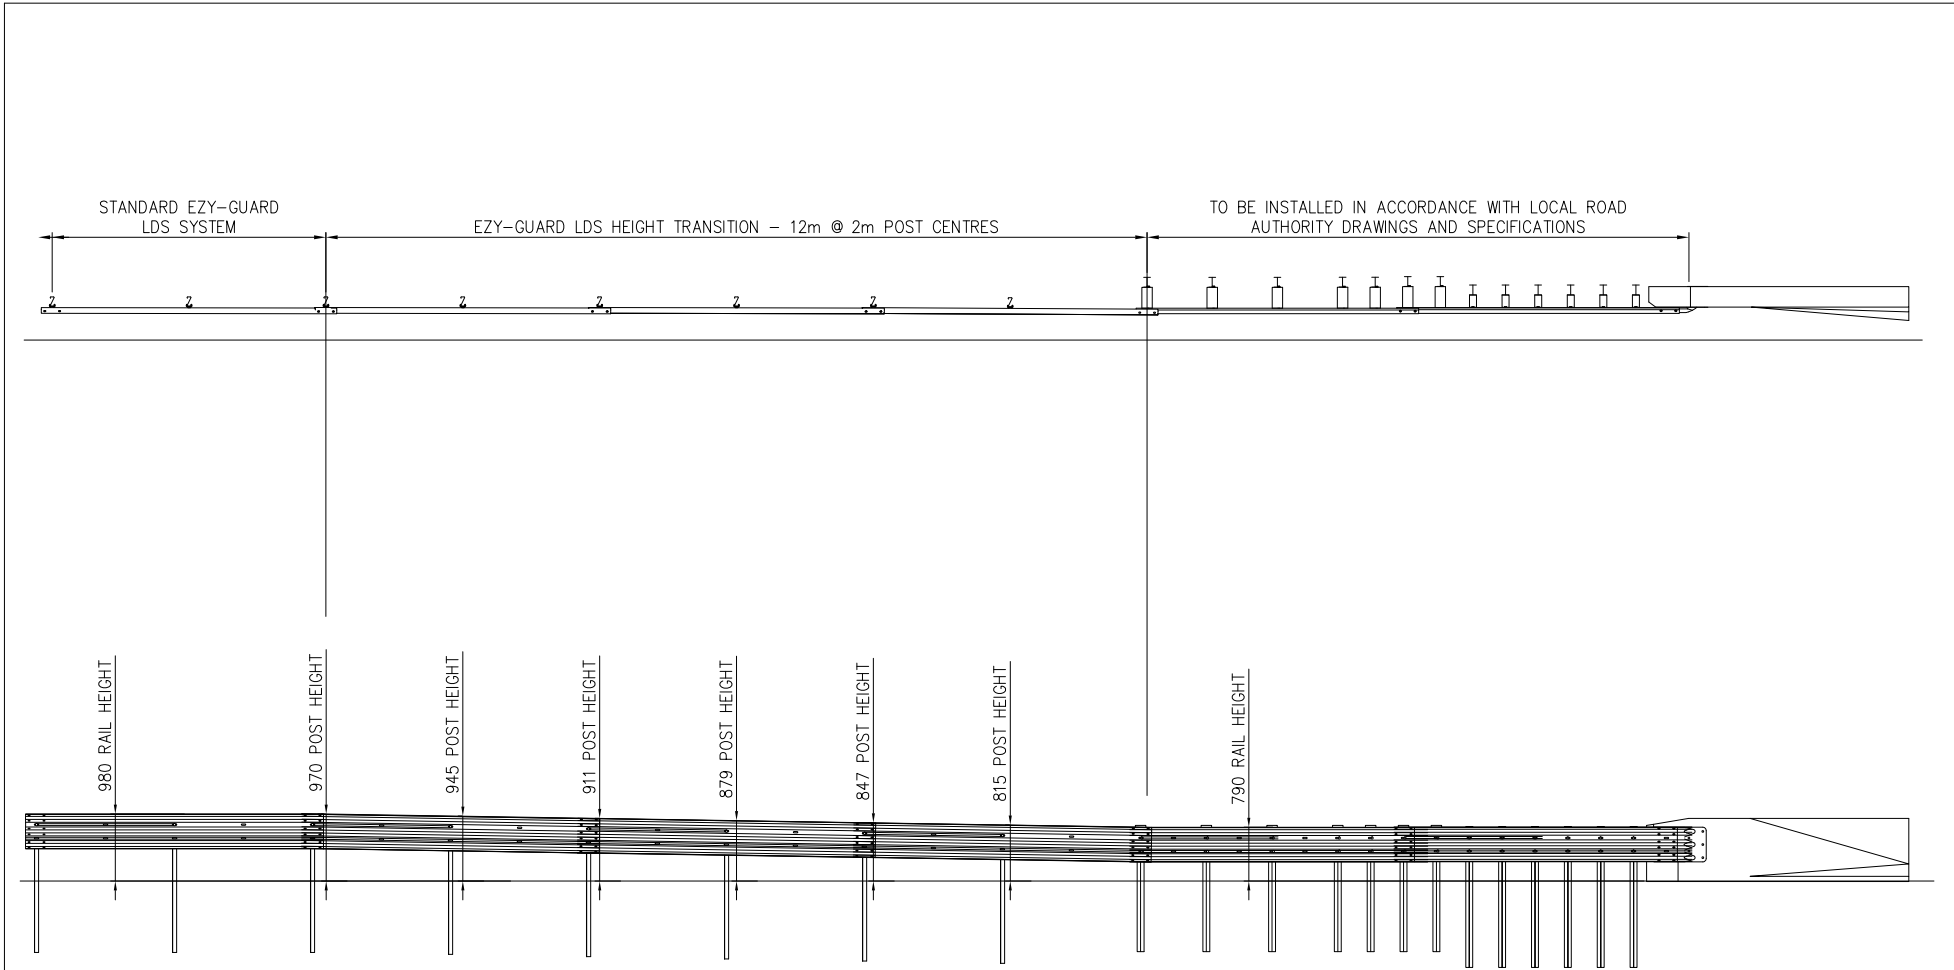 STANDARD EZY-GUARD
LDS SYSTEM
EZY-GUARD LDS HEIGHT TRANSITION - 12m @ 2m POST CENTRES
TO BE INSTALLED IN ACCORDANCE WITH LOCAL ROAD
AUTHORITY DRAWINGS AND SPECIFICATIONS
980 RAIL HEIGHT
970 POST HEIGHT
945 POST HEIGHT
911 POST HEIGHT
879 POST HEIGHT
847 POST HEIGHT
815 POST HEIGHT
790 RAIL HEIGHT